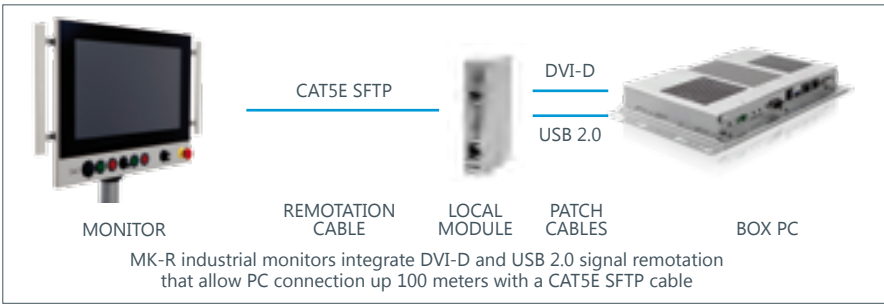 CAT5E SFTP
DVI-D
USB 2.0
MONITOR
REMOTATION
CABLE
LOCAL
MODULE
PATCH
CABLES
BOX PC
MK-R industrial monitors integrate DVI-D and USB 2.0 signal remotation
that allow PC connection up 100 meters with a CAT5E SFTP cable